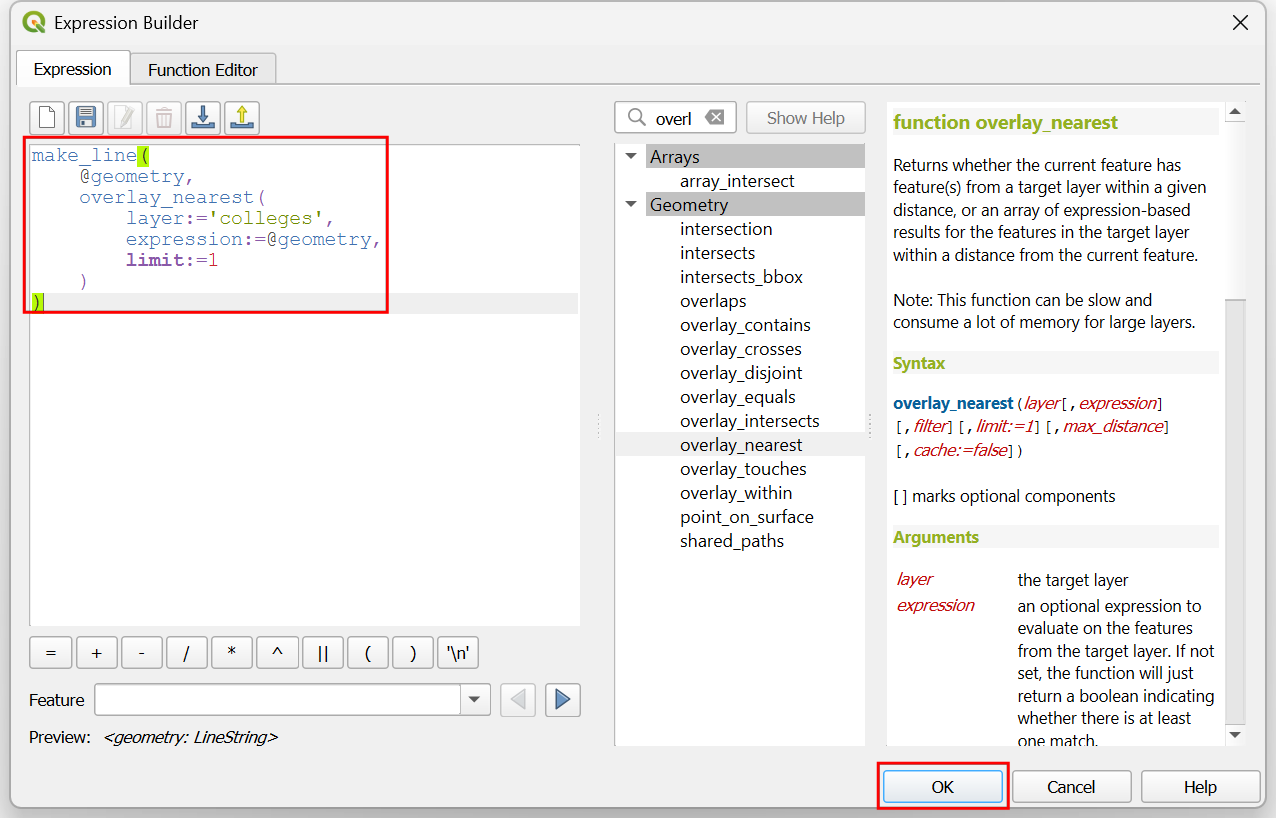 Expression Builder
Expression
Function Editor
make_line(
@geometry,
overlay_nearest(
layer:='colleges',
expression:=@geometry,
limit:=1
)
)
=
+
-
/
*
^
||
(
)
'\n'
Feature
Preview: <geometry: LineString>
overl
Show Help
Arrays
array_intersect
Geometry
intersection
intersects
intersects_bbox
overlaps
overlay_contains
overlay_crosses
overlay_disjoint
overlay_equals
overlay_intersects
overlay_nearest
overlay_touches
overlay_within
point_on_surface
shared_paths
function overlay_nearest
Returns whether the current feature has
feature(s) from a target layer within a given
distance, or an array of expression-based
results for the features in the target layer
within a distance from the current feature.
Note: This function can be slow and
consume a lot of memory for large layers.
Syntax
overlay_nearest(layer[,expression]
[,filter][,limit:=1][,max_distance]
[,cache:=false])
[ ] marks optional components
Arguments
layer the target layer
expression an optional expression to
evaluate on the features
from the target layer. If not
set, the function will just
return a boolean indicating
whether there is at least
one match.
OK
Cancel
Help